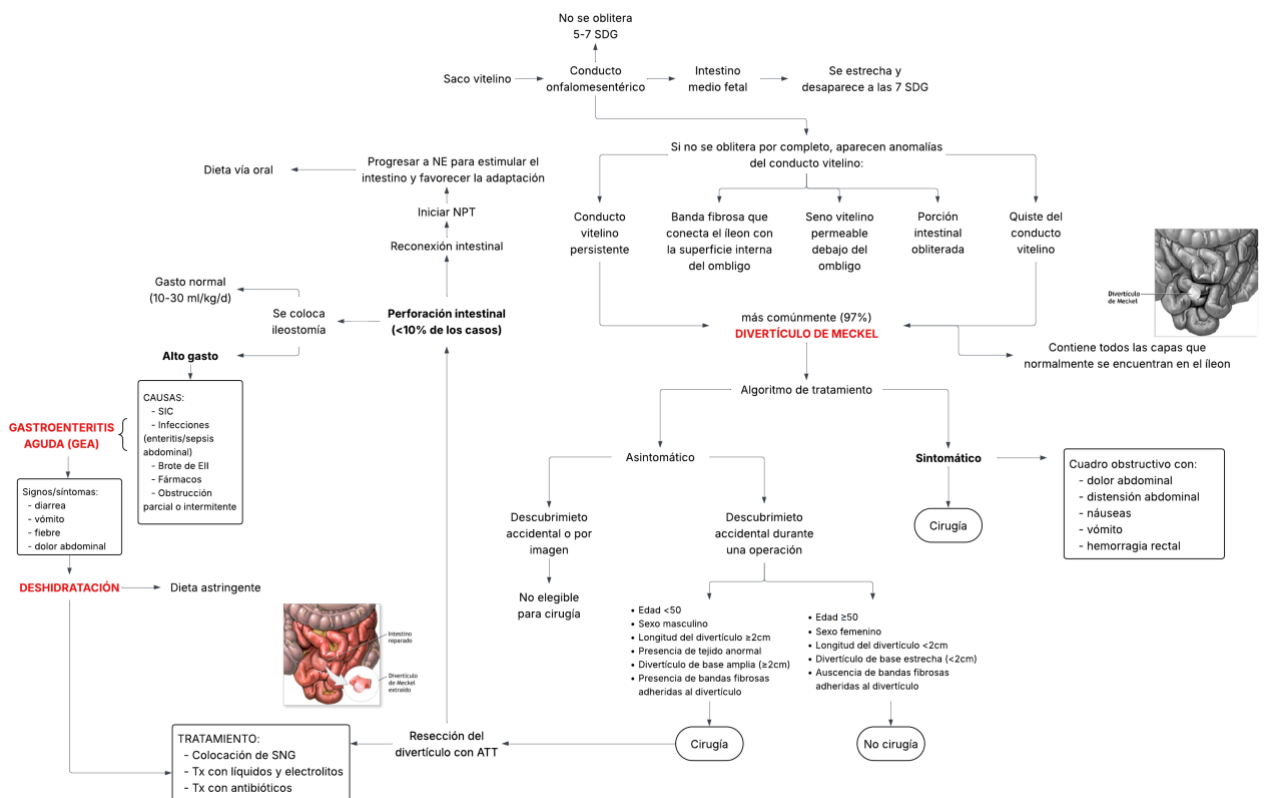 No se oblitera
5-7 SDG
Saco vitelino
Conducto
onfalomesentérico
Intestino
medio fetal
Se estrecha y
desaparece a las 7 SDG
Si no se oblitera por completo, aparecen anomalías
del conducto vitelino:
Conducto
vitelino
persistente
Banda fibrosa que
conecta el íleon con
la superficie interna
del ombligo
Seno vitelino
permeable
debajo del
ombligo
Porción
intestinal
obliterada
Quiste del
conducto
vitelino
Divertículo
de Meckel
más comúnmente (97%)
DIVERTÍCULO DE MECKEL
Contiene todos las capas que
normalmente se encuentran en el íleon
Algoritmo de tratamiento
Asintomático
Sintomático
Cuadro obstructivo con:
- dolor abdominal
- distensión abdominal
- náuseas
- vómito
- hemorragia rectal
Cirugía
Descubrimieto
accidental o por
imagen
No elegible
para cirugía
Descubrimieto
accidental durante
una operación
• Edad <50
• Sexo masculino
• Longitud del divertículo ≥2cm
• Presencia de tejido anormal
• Divertículo de base amplia (≥2cm)
• Presencia de bandas fibrosas
adheridas al divertículo
• Edad ≥50
• Sexo femenino
• Longitud del divertículo <2cm
• Divertículo de base estrecha (<2cm)
• Auscencia de bandas fibrosas
adheridas al divertículo
Cirugía
No cirugía
Resección del
divertículo con ATT
Perforación intestinal
(<10% de los casos)
Reconexión intestinal
Iniciar NPT
Progresar a NE para estimular el
intestino y favorecer la adaptación
Dieta vía oral
Se coloca
ileostomía
Gasto normal
(10-30 ml/kg/d)
Alto gasto
CAUSAS:
- SIC
- Infecciones
(enteritis/sepsis
abdominal)
- Brote de EII
- Fármacos
- Obstrucción
parcial o intermitente
GASTROENTERITIS
AGUDA (GEA)
Signos/síntomas:
- diarrea
- vómito
- fiebre
- dolor abdominal
DESHIDRATACIÓN
Dieta astringente
Intestino
reparado
Divertículo
de Meckel
extraído
TRATAMIENTO:
- Colocación de SNG
- Tx con líquidos y electrolitos
- Tx con antibióticos